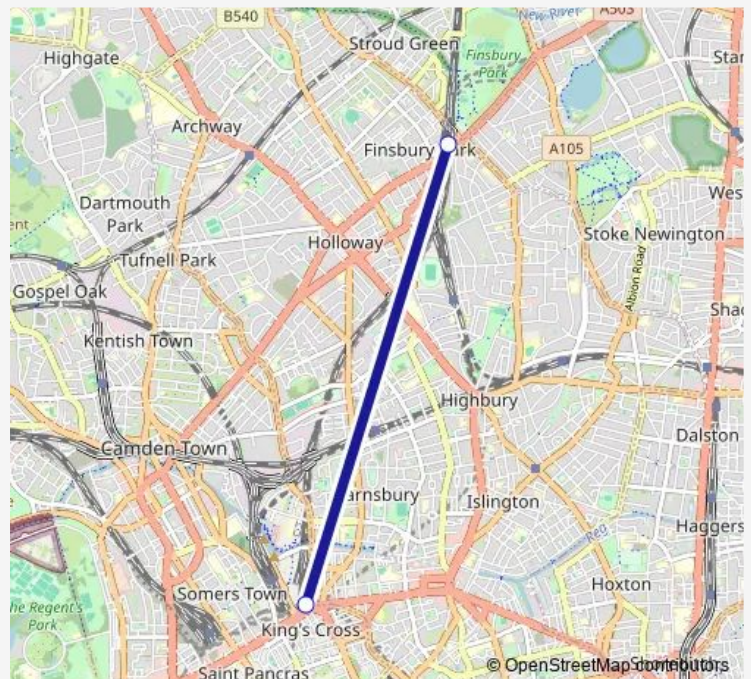 B540
A503
New River
Stroud Green
Highgate
Finsbury
Park
Archway
Finsbury
A105
Dartmouth
Park
Stoke Newington
Holloway
Tufnell Park
Albion Road
Gospel Oak
Kentish Town
Highbury
Dalston
Camden Town
Islington
Haggers
Hoxton
Somers Town
The Regent's
Park
King's Cross
Saint Pancras
© OpenStreetMap contributors